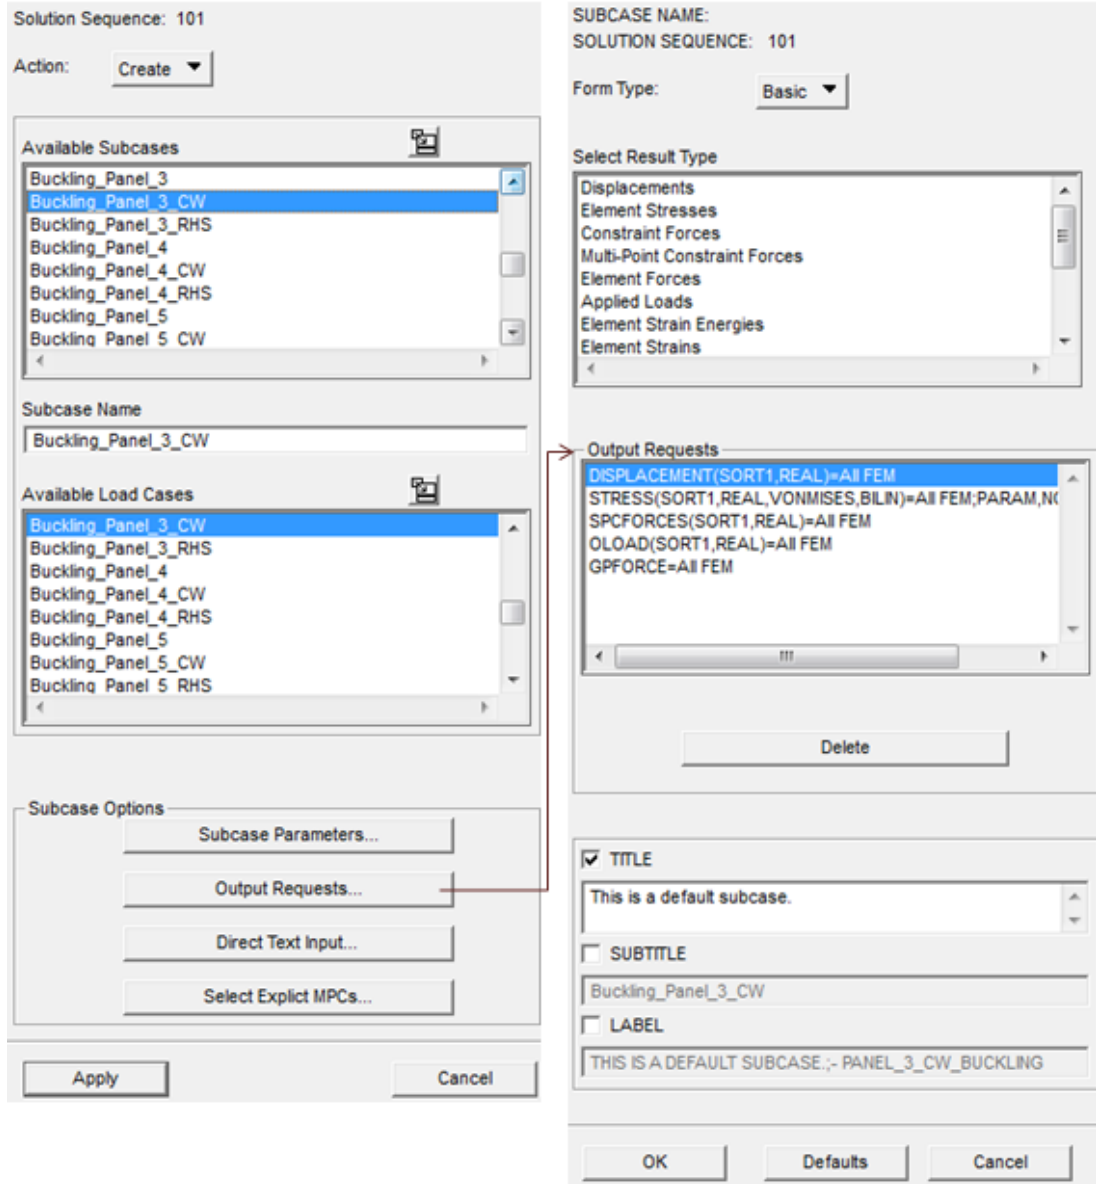 Solution Sequence: 101
Action:
Create
Available Subcases
Buckling_Panel_3
Buckling_Panel_3_CW
Buckling_Panel_3_RHS
Buckling_Panel_4
Buckling_Panel_4_CW
Buckling_Panel_4_RHS
Buckling_Panel_5
Buckling_Panel_5_CW
Subcase Name
Buckling_Panel_3_CW
Available Load Cases
Buckling_Panel_3_CW
Buckling_Panel_3_RHS
Buckling_Panel_4
Buckling_Panel_4_CW
Buckling_Panel_4_RHS
Buckling_Panel_5
Buckling_Panel_5_CW
Buckling_Panel_5_RHS
Subcase Options
Subcase Parameters...
Output Requests...
Direct Text Input...
Select Explict MPCs...
Apply
Cancel
SUBCASE NAME:
SOLUTION SEQUENCE: 101
Form Type:
Basic
Select Result Type
Displacements
Element Stresses
Constraint Forces
Multi-Point Constraint Forces
Element Forces
Applied Loads
Element Strain Energies
Element Strains
Output Requests
DISPLACEMENT(SORT1,REAL)=All FEM
STRESS(SORT1,REAL,VONMISES,BILIN)=All FEM;PARAM,NO
SPCFORCES(SORT1,REAL)=All FEM
OLOAD(SORT1,REAL)=All FEM
GPFORCE=All FEM
Delete
TITLE
This is a default subcase.
SUBTITLE
Buckling_Panel_3_CW
LABEL
THIS IS A DEFAULT SUBCASE.;- PANEL_3_CW_BUCKLING
OK
Defaults
Cancel